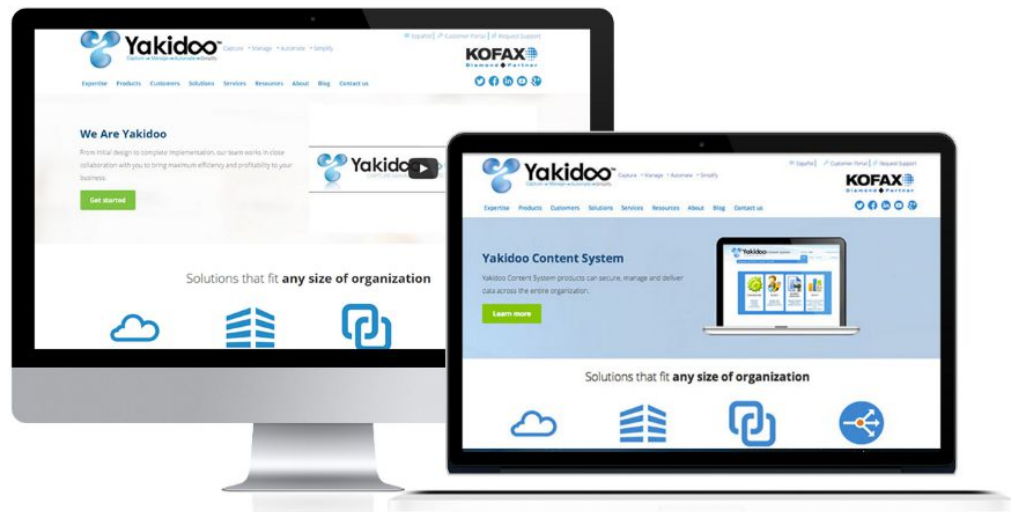 Yakidoo™
Capture • Manage • Automate • Simplify
Español | Customer Portal | Request Support
KOFAX
Diamond Partner
Expertise Products Customers Solutions Services Resources About Blog Contact us
We Are Yakidoo
From initial design to complete implementation, our team works in close
collaboration with you to bring maximum efficiency and profitability to your
business.
Get started
Yakidoo
Solutions that fit any size of organization
Yakidoo™
Capture • Manage • Automate • Simplify
Español | Customer Portal | Request Support
KOFAX
Diamond Partner
Expertise Products Customers Solutions Services Resources About Blog Contact us
Yakidoo Content System
Yakidoo Content System products can secure, manage and deliver
data across the entire organization.
Learn more
Yakidoo
Solutions that fit any size of organization